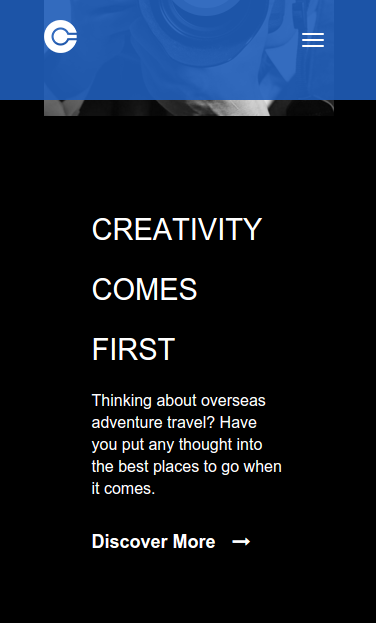 CREATIVITY
COMES
FIRST
Thinking about overseas
adventure travel? Have
you put any thought into
the best places to go when
it comes.
Discover More